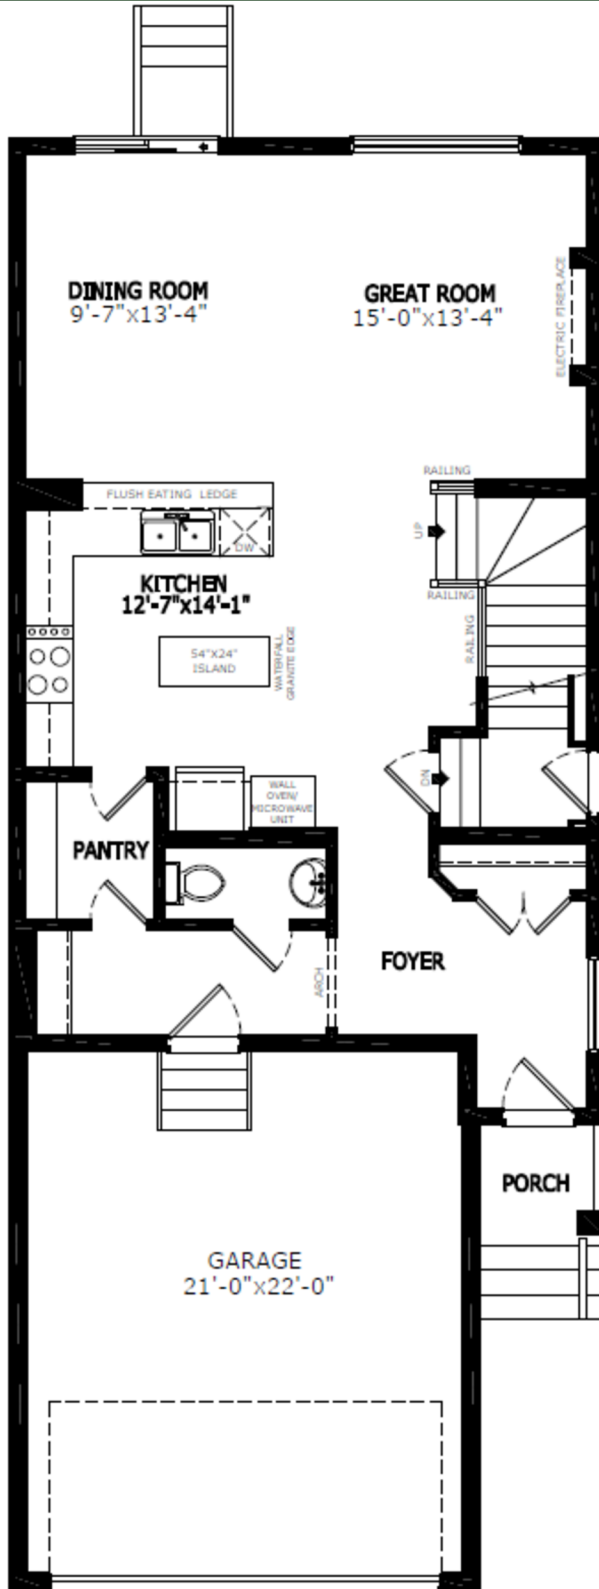 DINING ROOM
9'-7"x13'-4"
GREAT ROOM
15'-0"x13'-4"
ELECTRIC FIREPLACE
RAILING
FLUSH EATING LEDGE
UP
DW
KITCHEN
12'-7"x14'-1"
RAILING
RAILING
54"X24"
ISLAND
WATERFALL
GRANITE EDGE
DN
WALL
OVEN/
MICROWAVE
UNIT
PANTRY
FOYER
ARCH
PORCH
GARAGE
21'-0"x22'-0"